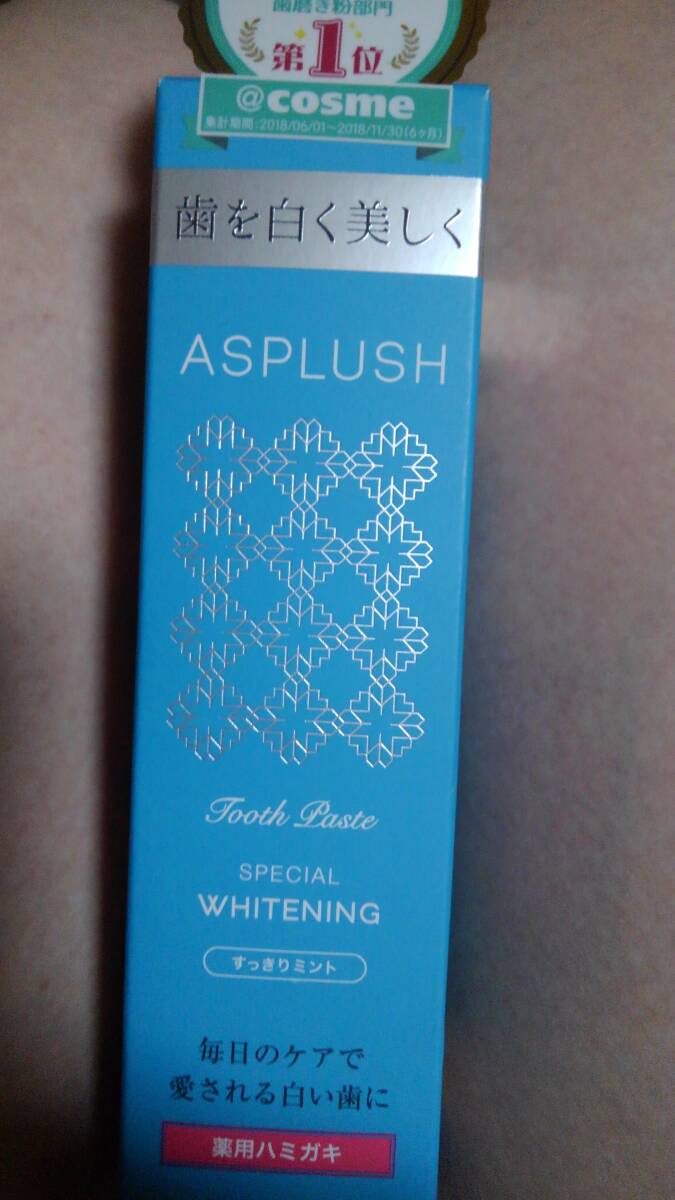 歯磨き粉部門
第1位
@cosme
集計期間:2018/06/01~2018/11/30(6ヶ月)
歯を白く美しく
ASPLUSH
Tooth Paste
SPECIAL
WHITENING
すっきりミント
毎日のケアで
愛される白い歯に
薬用ハミガキ